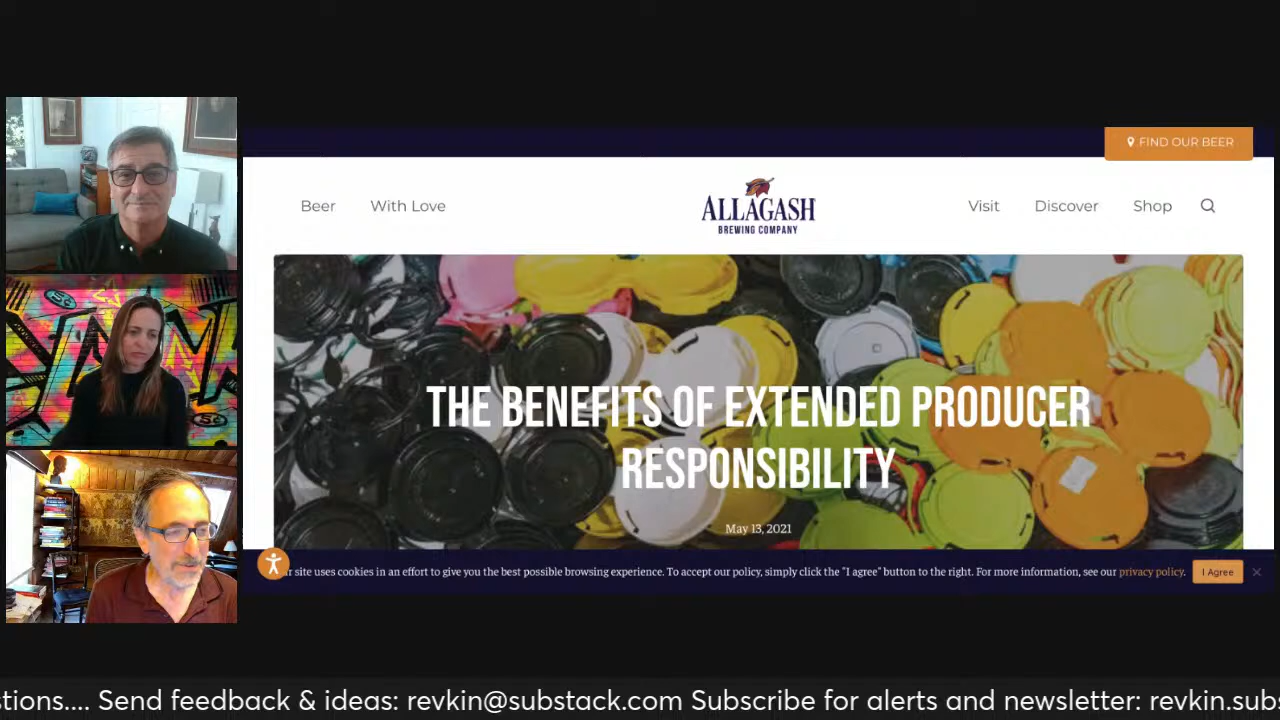 FIND OUR BEER
Beer
With Love
ALLAGASH
BREWING COMPANY
Visit
Discover
Shop
THE BENEFITS OF EXTENDED PRODUCER
RESPONSIBILITY
May 13, 2021
site uses cookies in an effort to give you the best possible browsing experience. To accept our policy, simply click the "I agree" button to the right. For more information, see our privacy policy.
I Agree
stions.... Send feedback & ideas: revkin@substack.com Subscribe for alerts and newsletter: revkin.subs